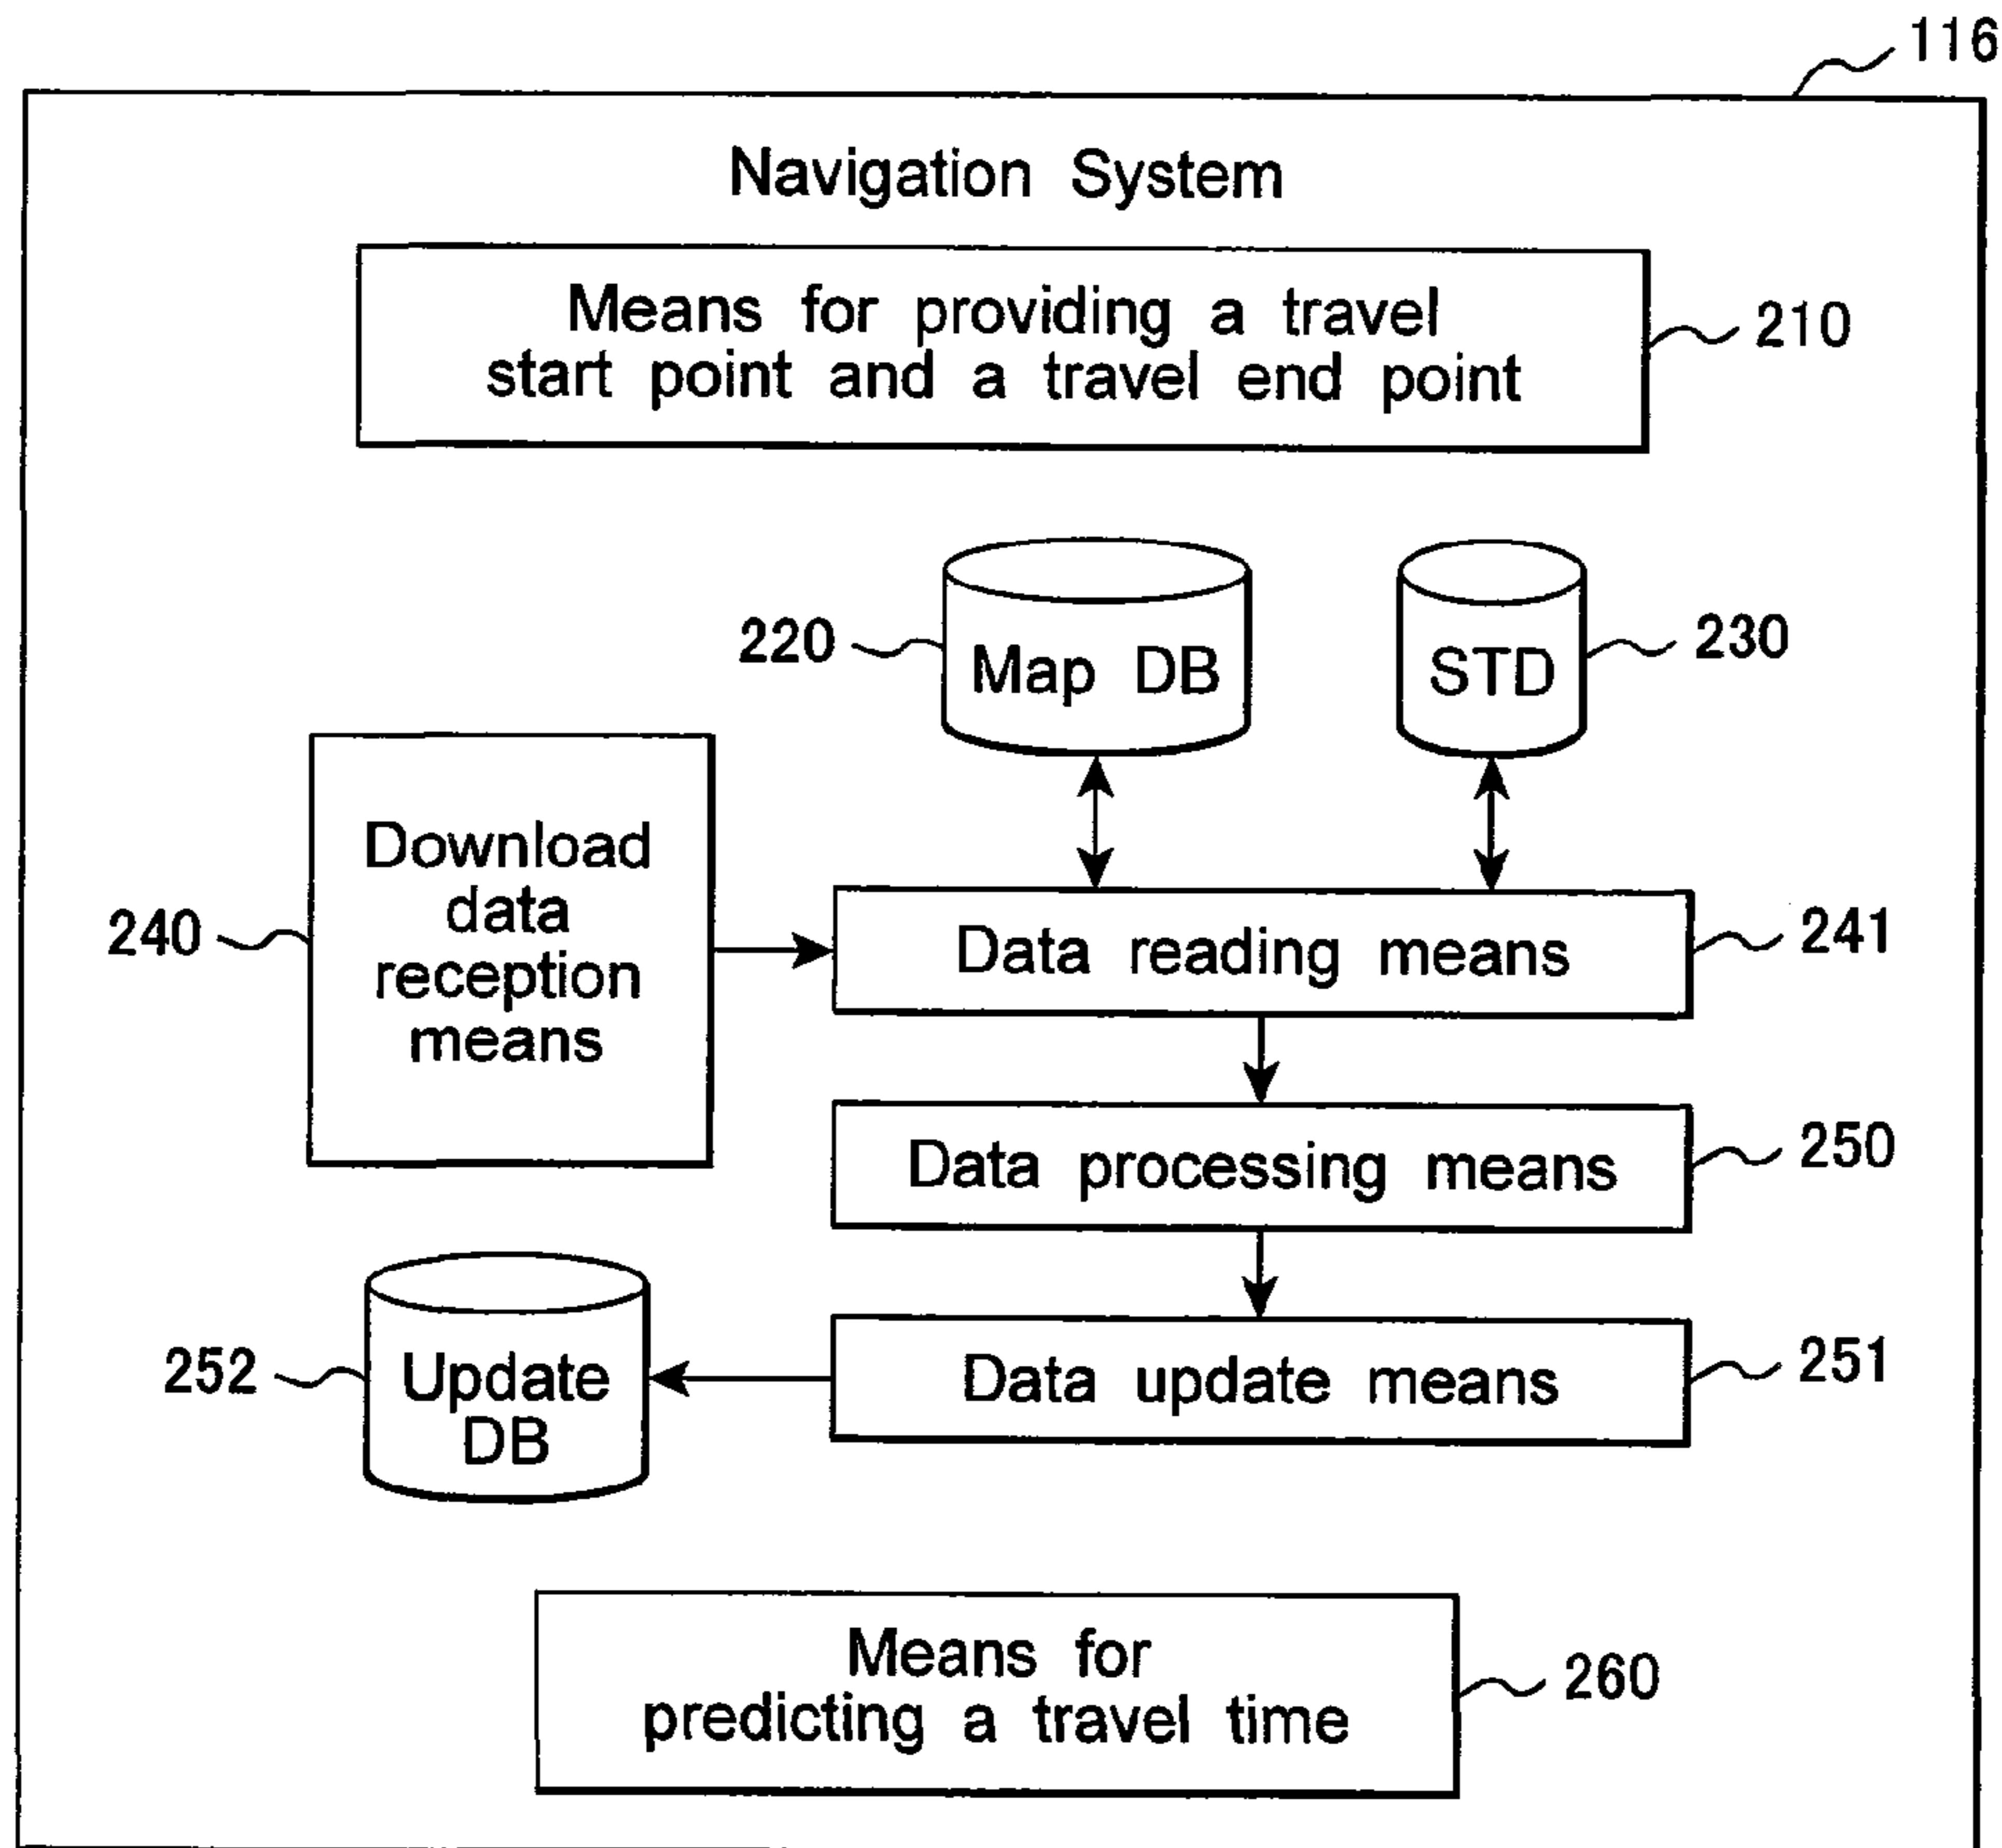 116
Navigation System
Means for providing a travel
start point and a travel end point
210
220
Map DB
STD
230
Download
data
reception
means
240
Data reading means
241
Data processing means
250
252
Update
DB
Data update means
251
Means for
predicting a travel time
260